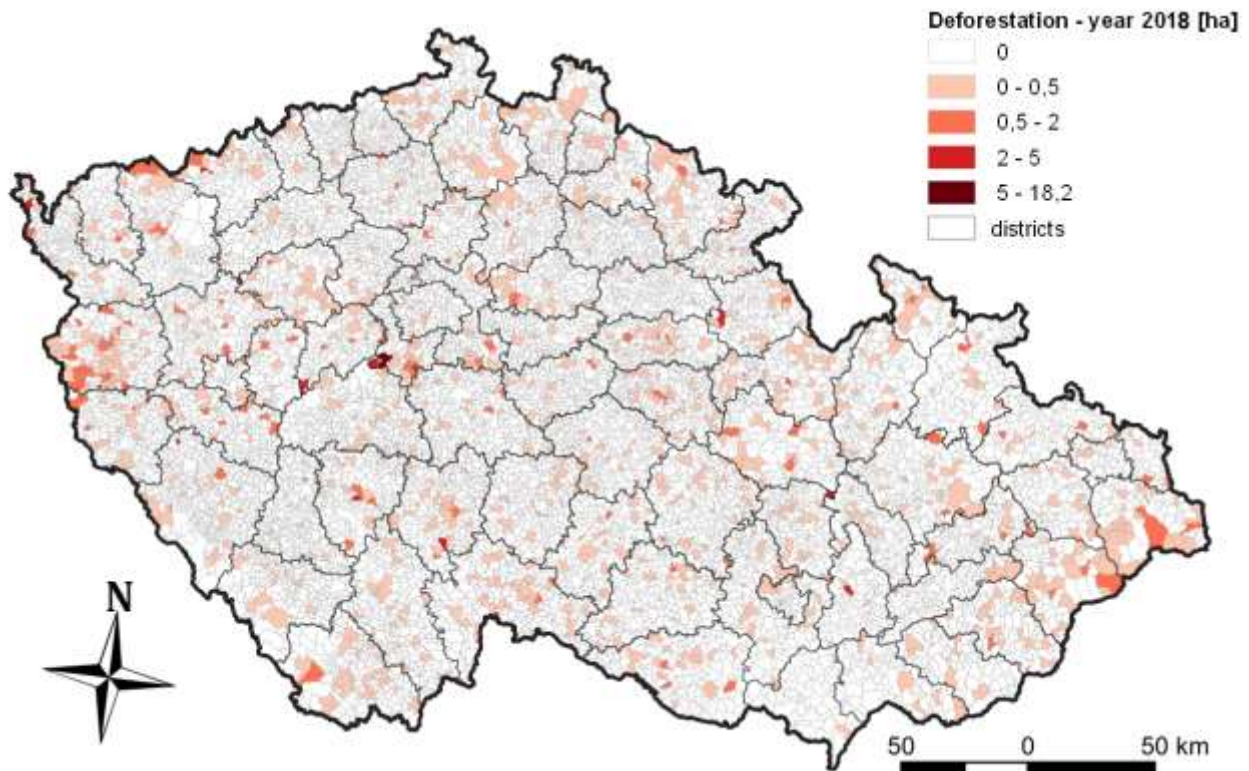 Deforestation - year 2018 [ha]
0
0 - 0,5
0,5 - 2
2 - 5
5 - 18,2
districts
N
50 0 50 km